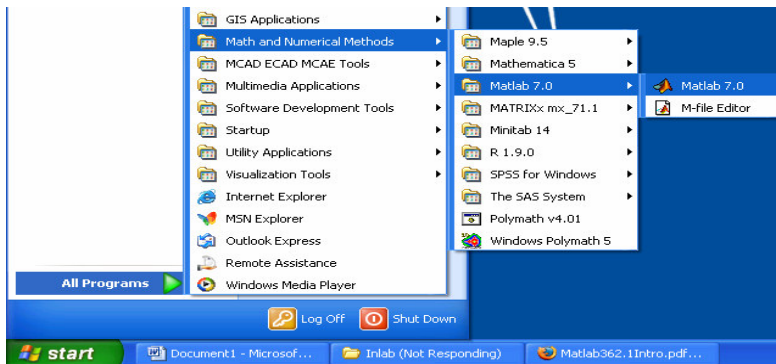 GIS Applications
Math and Numerical Methods
MCAD ECAD MCAE Tools
Multimedia Applications
Software Development Tools
Startup
Utility Applications
Visualization Tools
Internet Explorer
MSN Explorer
Outlook Express
Remote Assistance
Windows Media Player
Maple 9.5
Mathematica 5
Matlab 7.0
MATRIXx mx_71.1
Minitab 14
R 1.9.0
SPSS for Windows
The SAS System
Polymath v4.01
Windows Polymath 5
Matlab 7.0
M-file Editor
All Programs
Log Off
Shut Down
start
Document1 - Microsof...
Inlab (Not Responding)
Matlab362.1Intro.pdf...